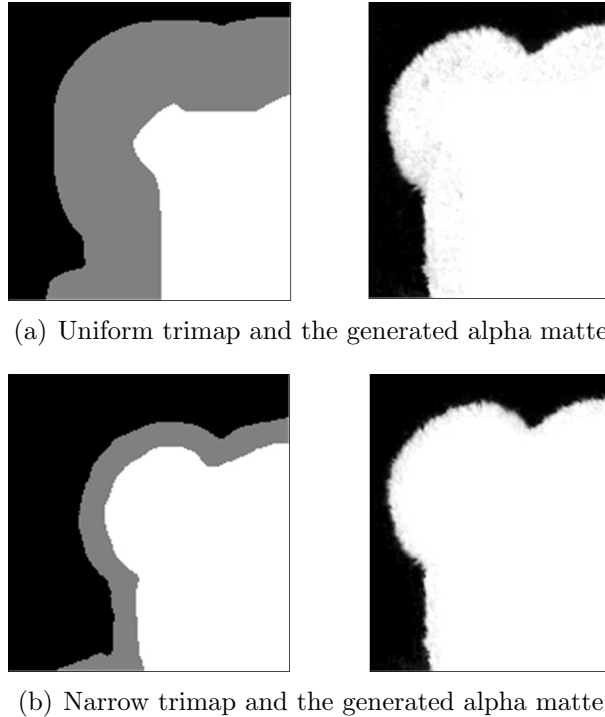 (a) Uniform trimap and the generated alpha matte
(b) Narrow trimap and the generated alpha matte